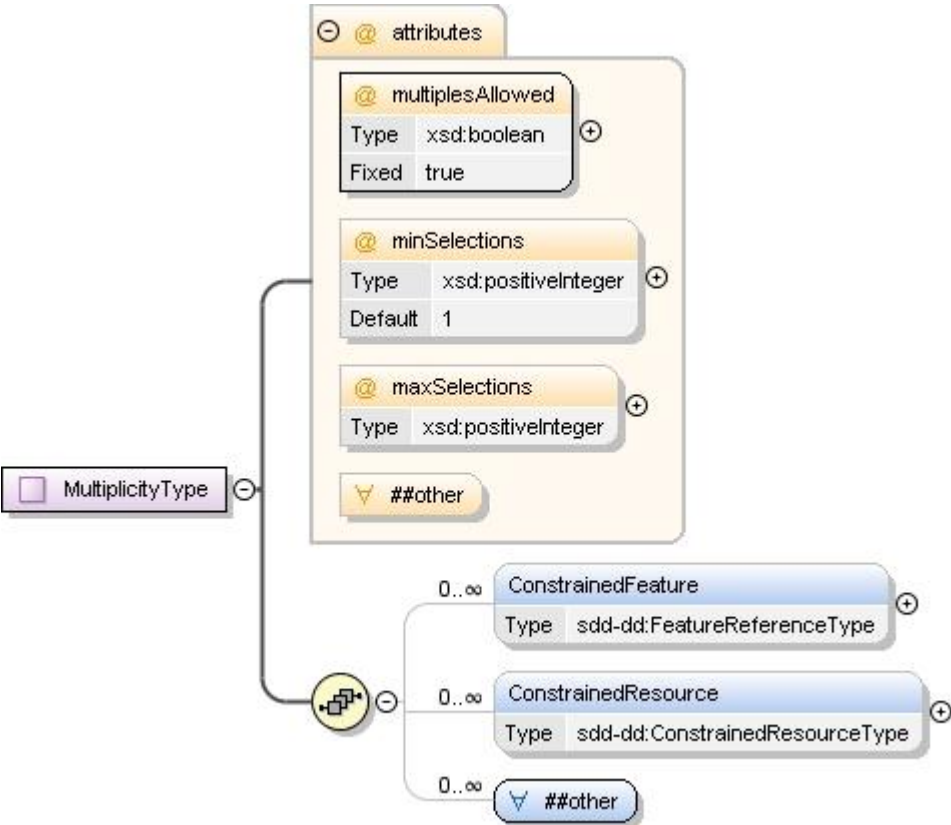 @ attributes
@ multiplesAllowed
Type xsd:boolean
Fixed true
@ minSelections
Type xsd:positiveInteger
Default 1
@ maxSelections
Type xsd:positiveInteger
∀ ##other
MultiplicityType
0..∞ ConstrainedFeature
Type sdd-dd:FeatureReferenceType
0..∞ ConstrainedResource
Type sdd-dd:ConstrainedResourceType
0..∞
∀ ##other